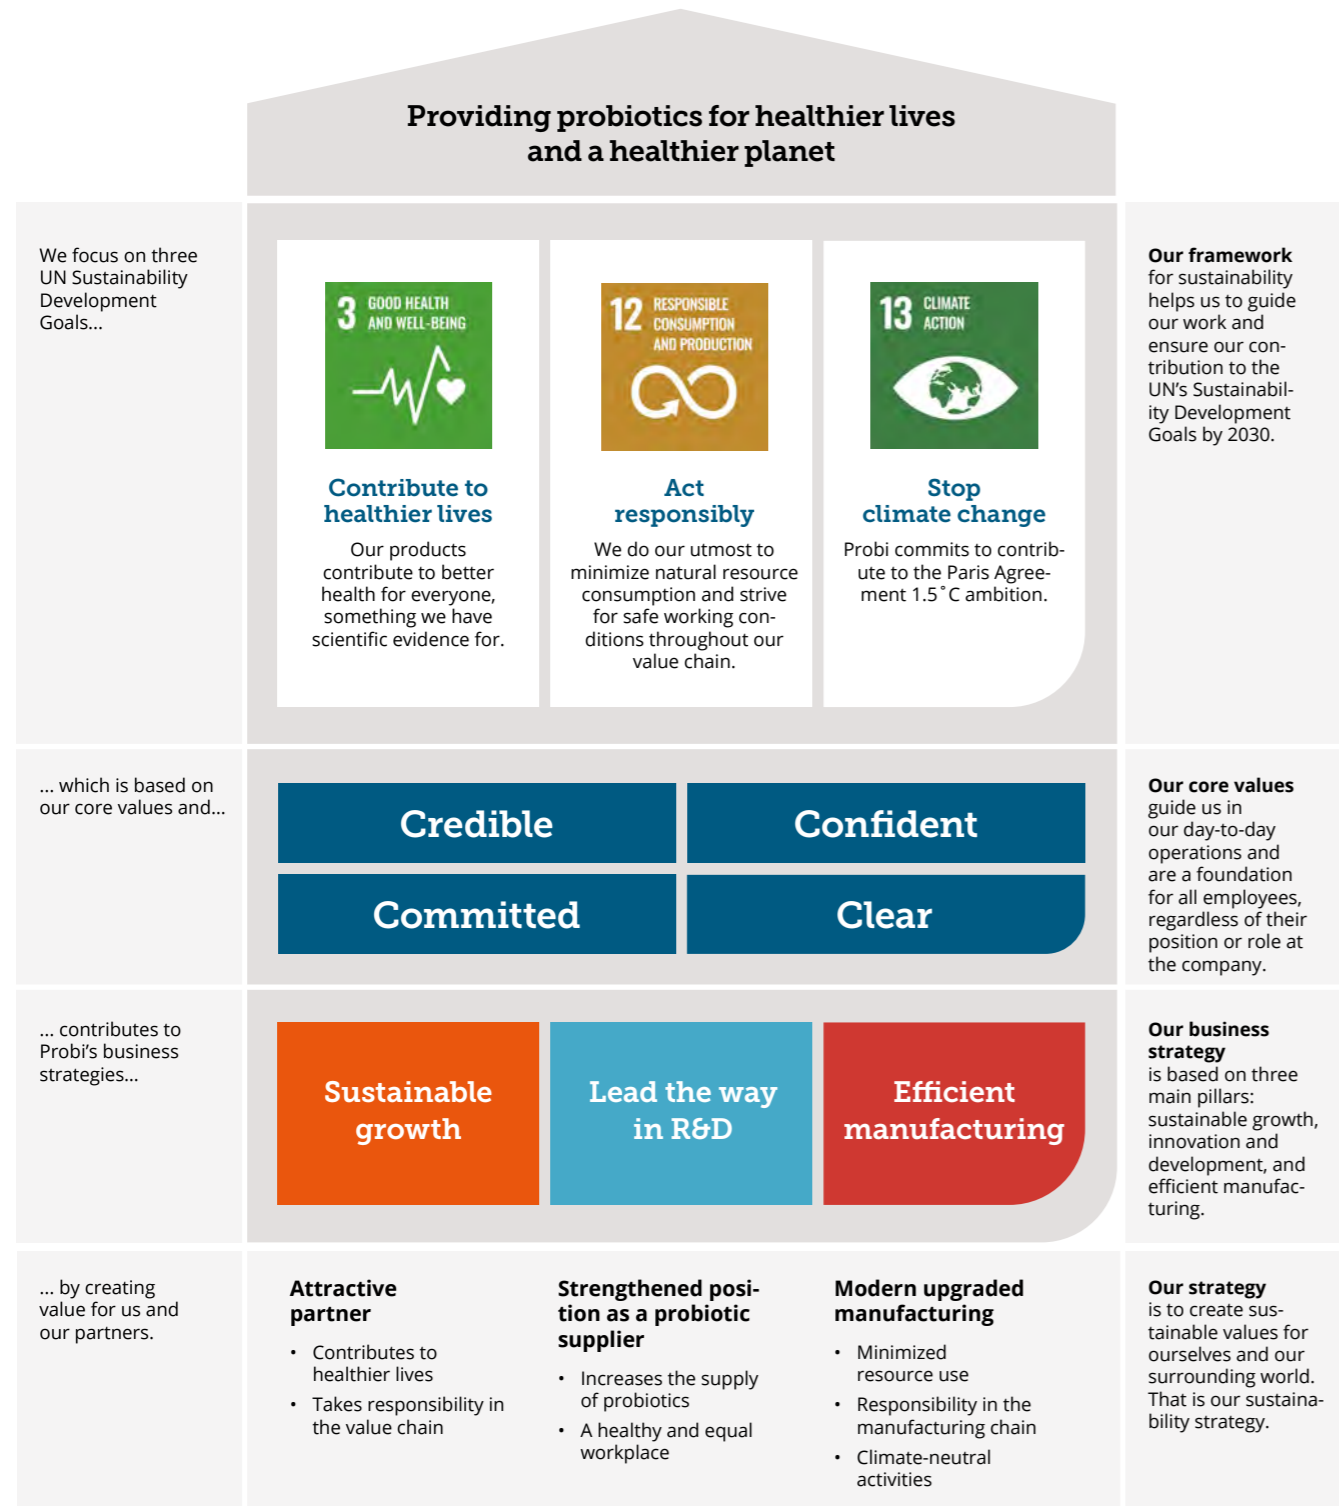 Providing probiotics for healthier lives
and a healthier planet
We focus on three
UN Sustainability
Development
Goals...
3 GOOD HEALTH
AND WELL-BEING
Contribute to
healthier lives
Our products
contribute to better
health for everyone,
something we have
scientific evidence for.
12 RESPONSIBLE
CONSUMPTION
AND PRODUCTION
Act
responsibly
We do our utmost to
minimize natural resource
consumption and strive
for safe working con-
ditions throughout our
value chain.
13 CLIMATE
ACTION
Stop
climate change
Probi commits to contrib-
ute to the Paris Agree-
ment 1.5˚C ambition.
Our framework
for sustainability
helps us to guide
our work and
ensure our con-
tribution to the
UN’s Sustainabil-
ity Development
Goals by 2030.
... which is based on
our core values and...
Credible
Confident
Committed
Clear
Our core values
guide us in
our day-to-day
operations and
are a foundation
for all employees,
regardless of their
position or role at
the company.
... contributes to
Probi’s business
strategies...
Sustainable
growth
Lead the way
in R&D
Efficient
manufacturing
Our business
strategy
is based on three
main pillars:
sustainable growth,
innovation and
development, and
efficient manufac-
turing.
... by creating
value for us and
our partners.
Attractive
partner
• Contributes to
healthier lives
• Takes responsibility in
the value chain
Strengthened posi-
tion as a probiotic
supplier
• Increases the supply
of probiotics
• A healthy and equal
workplace
Modern upgraded
manufacturing
• Minimized
resource use
• Responsibility in the
manufacturing chain
• Climate-neutral
activities
Our strategy
is to create sus-
tainable values for
ourselves and our
surrounding world.
That is our sustaina-
bility strategy.